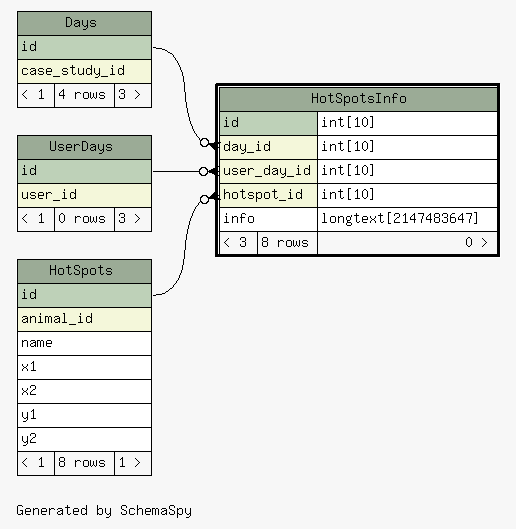 Days
id
case_study_id
< 1 4 rows 3 >
UserDays
id
user_id
< 1 0 rows 3 >
HotSpots
id
animal_id
name
x1
x2
y1
y2
< 1 8 rows 1 >
HotSpotsInfo
id int[10]
day_id int[10]
user_day_id int[10]
hotspot_id int[10]
info longtext[2147483647]
< 3 8 rows 0 >
Generated by SchemaSpy